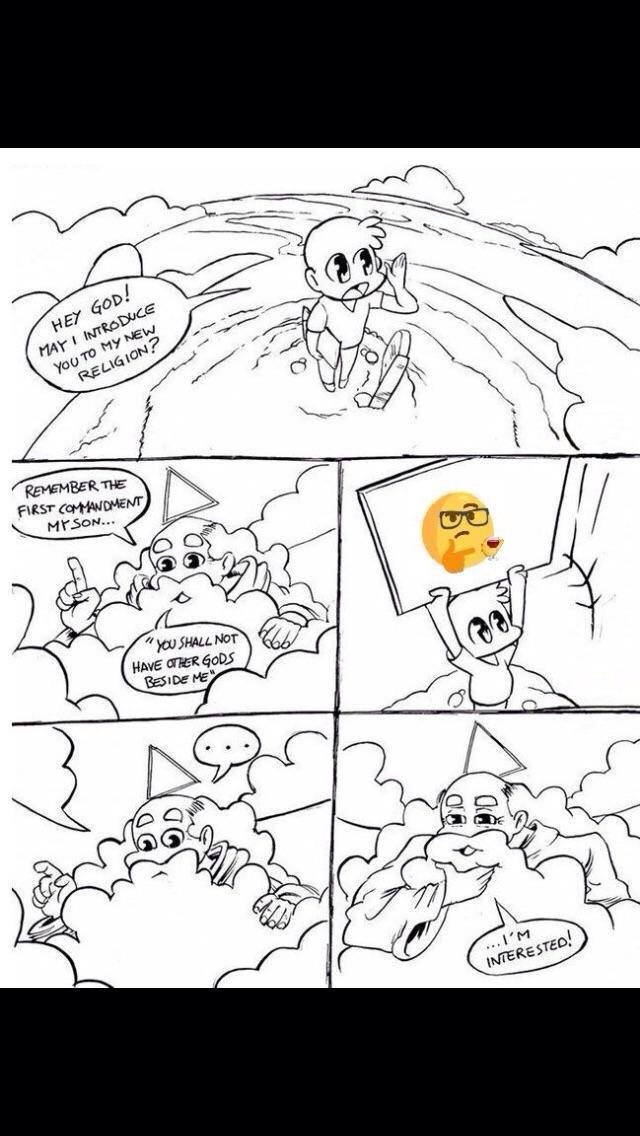 HEY GOD!
MAY I INTRODUCE
YOU TO MY NEW
RELIGION?
REMEMBER THE
FIRST COMMANDMENT
MY SON...
"YOU SHALL NOT
HAVE OTHER GODS
BESIDE ME"
....
...I'M
INTERESTED!